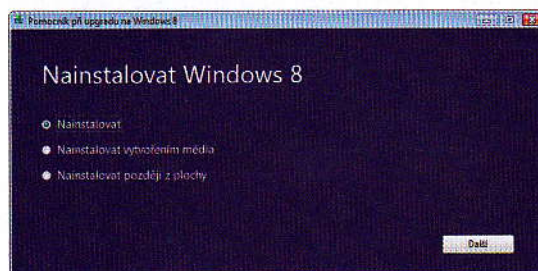 Pomocník při upgradu na Windows 8
Nainstalovat Windows 8
Nainstalovat
Nainstalovat vytvořením média
Nainstalovat později z plochy
Další